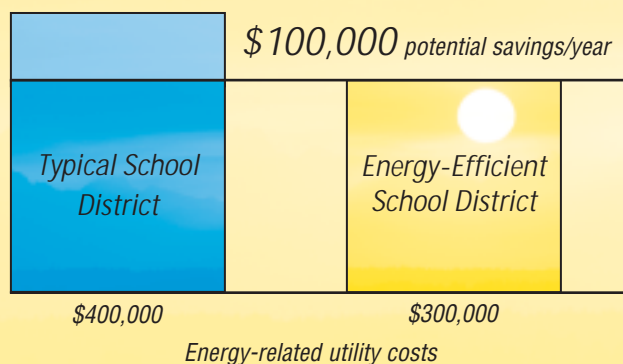 $100,000 potential savings/year
Typical School
District
Energy-Efficient
School District
$400,000
$300,000
Energy-related utility costs